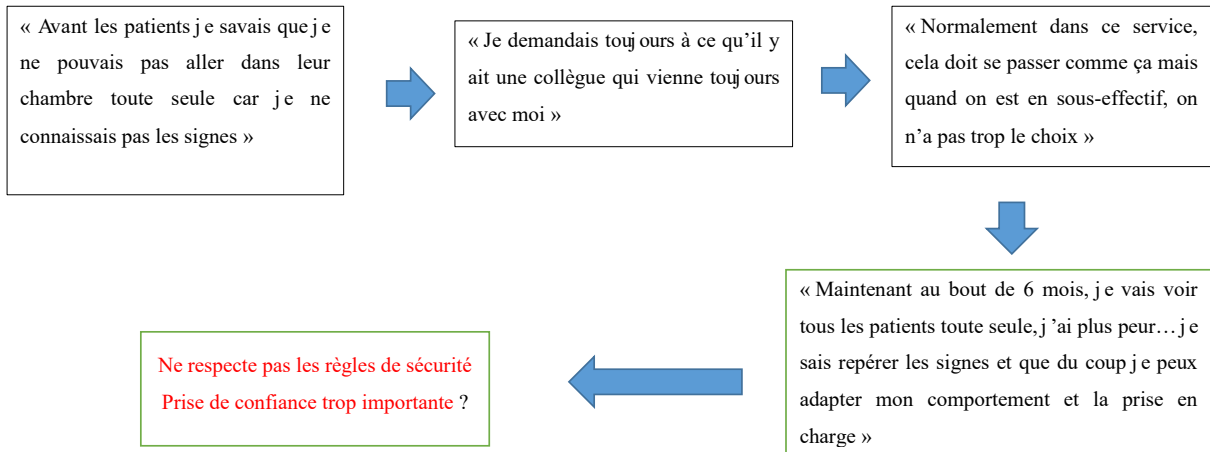 « Avant les patients je savais que je
ne pouvais pas aller dans leur
chambre toute seule car je ne
connaissais pas les signes »
« Je demandais toujours à ce qu’il y
ait une collègue qui vienne toujours
avec moi »
« Normalement dans ce service,
cela doit se passer comme ça mais
quand on est en sous-effectif, on
n’a pas trop le choix »
« Maintenant au bout de 6 mois, je vais voir
tous les patients toute seule, j’ai plus peur…je
sais repérer les signes et que du coup je peux
adapter mon comportement et la prise en
charge »
Ne respecte pas les règles de sécurité
Prise de confiance trop importante ?